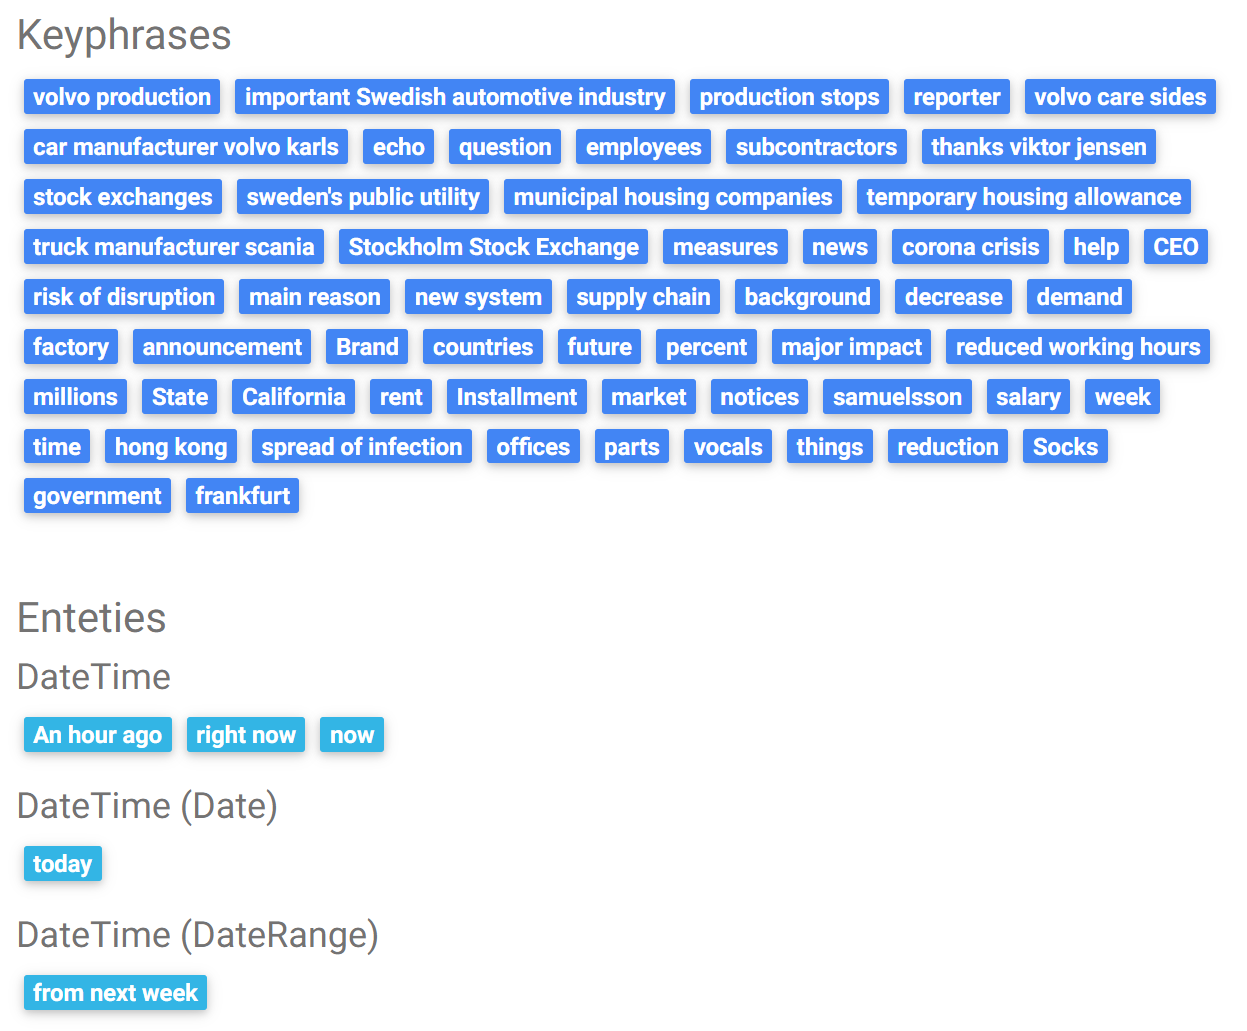 Keyphrases
volvo production important Swedish automotive industry production stops reporter volvo care sides
car manufacturer volvo karls echo question employees subcontractors thanks viktor jensen
stock exchanges sweden's public utility municipal housing companies temporary housing allowance
truck manufacturer scania Stockholm Stock Exchange measures news corona crisis help CEO
risk of disruption main reason new system supply chain background decrease demand
factory announcement Brand countries future percent major impact reduced working hours
millions State California rent Installment market notices samuelsson salary week
time hong kong spread of infection offices parts vocals things reduction Socks
government frankfurt
Enteties
DateTime
An hour ago right now now
DateTime (Date)
today
DateTime (DateRange)
from next week